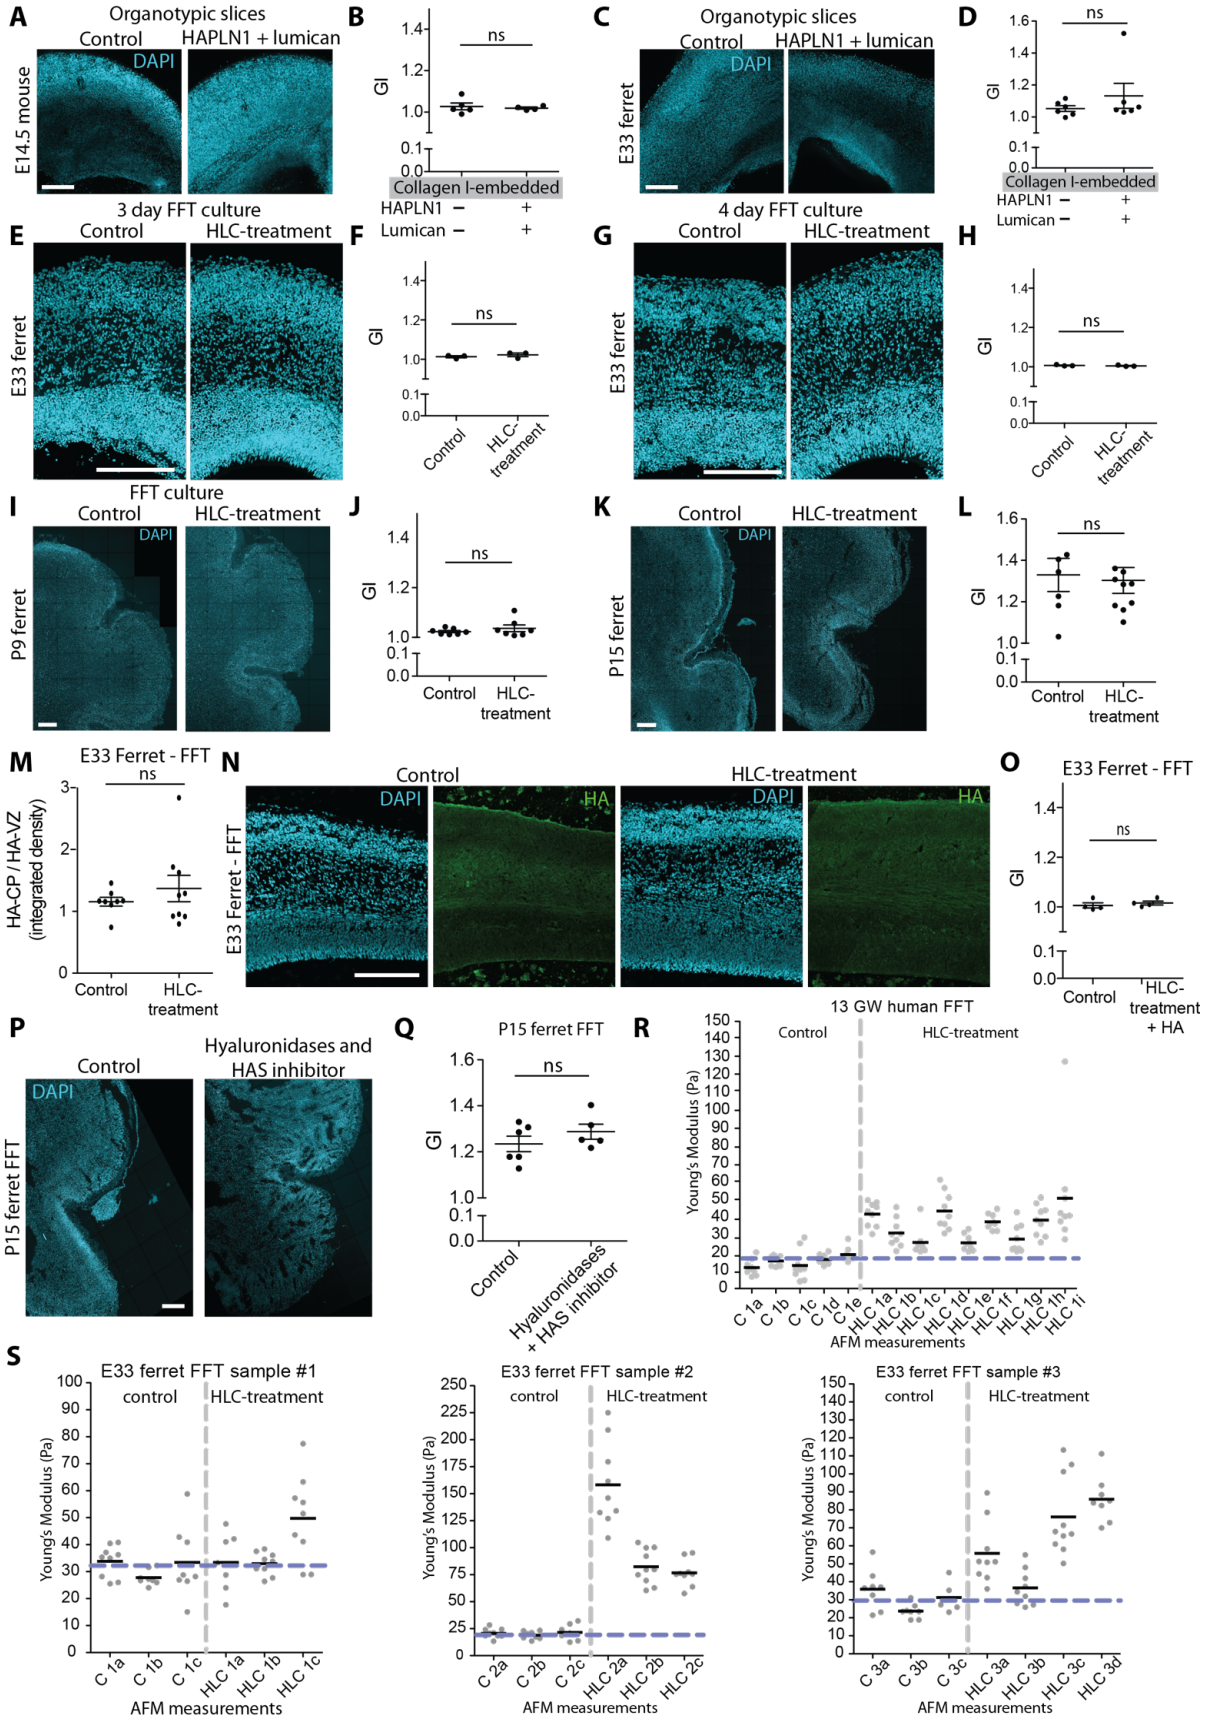 A
Organotypic slices
Control
HAPLN1 + lumican
DAPI
E14.5 mouse
B
ns
GI
1.4
1.2
1.0
0.1
0.0
Collagen I-embedded
HAPLN1 – +
Lumican – +
C
Organotypic slices
Control
HAPLN1 + lumican
DAPI
E33 ferret
D
ns
GI
1.6
1.4
1.2
1.0
0.1
0.0
Collagen I-embedded
HAPLN1 – +
Lumican – +
E
3 day FFT culture
Control
HLC-treatment
E33 ferret
F
ns
GI
1.4
1.2
1.0
0.1
0.0
Control
HLC-
treatment
G
4 day FFT culture
Control
HLC-treatment
E33 ferret
H
ns
GI
1.4
1.2
1.0
0.1
0.0
Control
HLC-
treatment
I
FFT culture
Control
HLC-treatment
DAPI
P9 ferret
J
ns
GI
1.4
1.2
1.0
0.1
0.0
Control
HLC-
treatment
K
Control
HLC-treatment
DAPI
P15 ferret
L
ns
GI
1.6
1.4
1.2
1.0
0.1
0.0
Control
HLC-
treatment
M
E33 Ferret - FFT
ns
HA-CP / HA-VZ
(integrated density)
3
2
1
0
Control
HLC-
treatment
N
Control
HLC-treatment
DAPI
HA
DAPI
HA
E33 Ferret - FFT
O
E33 Ferret - FFT
ns
GI
1.4
1.2
1.0
0.1
0.0
Control
HLC-
treatment
+ HA
P
Control
Hyaluronidases and
HAS inhibitor
DAPI
P15 ferret FFT
Q
P15 ferret FFT
ns
GI
1.6
1.4
1.2
1.0
0.1
0.0
Control
Hyaluronidases
+ HAS inhibitor
R
13 GW human FFT
Control
HLC-treatment
Young's Modulus (Pa)
150
140
130
120
110
100
90
80
70
60
50
40
30
20
10
0
C 1a
C 1b
C 1c
C 1d
C 1e
HLC 1a
HLC 1b
HLC 1c
HLC 1d
HLC 1e
HLC 1f
HLC 1g
HLC 1h
HLC 1i
AFM measurements
S
E33 ferret FFT sample #1
control
HLC-treatment
Young's Modulus (Pa)
100
90
80
70
60
50
40
30
20
10
0
C 1a
C 1b
C 1c
HLC 1a
HLC 1b
HLC 1c
AFM measurements
E33 ferret FFT sample #2
control
HLC-treatment
Young's Modulus (Pa)
250
225
200
175
150
125
100
75
50
25
0
C 2a
C 2b
C 2c
HLC 2a
HLC 2b
HLC 2c
AFM measurements
E33 ferret FFT sample #3
control
HLC-treatment
Young's Modulus (Pa)
150
140
130
120
110
100
90
80
70
60
50
40
30
20
10
0
C 3a
C 3b
C 3c
HLC 3a
HLC 3b
HLC 3c
HLC 3d
AFM measurements